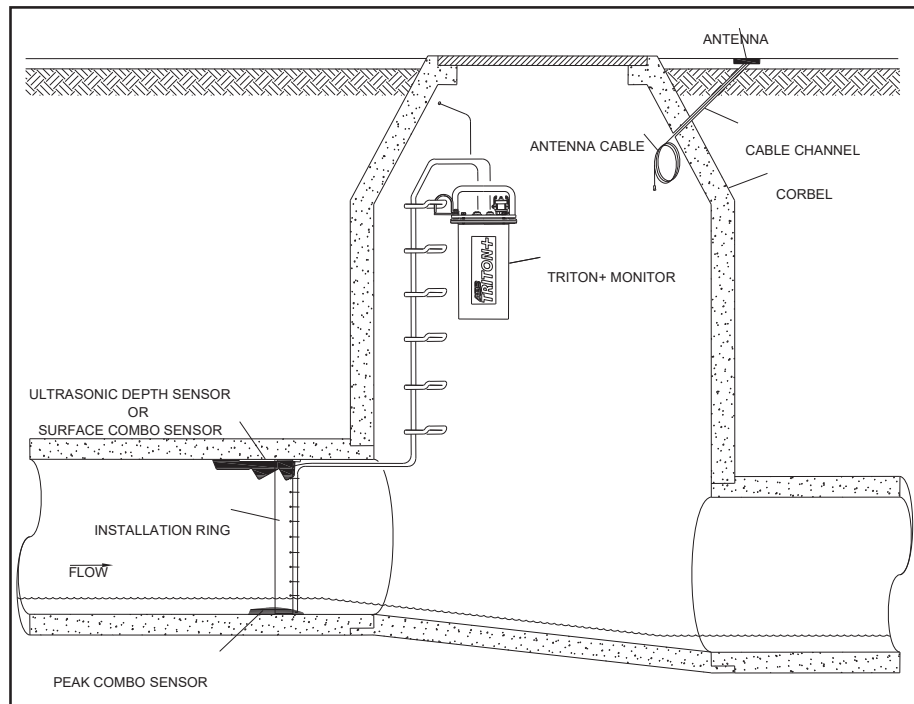 ANTENNA
ANTENNA CABLE
CABLE CHANNEL
CORBEL
TRITON+ MONITOR
ADS
TRITON+
ULTRASONIC DEPTH SENSOR
OR
SURFACE COMBO SENSOR
INSTALLATION RING
FLOW
PEAK COMBO SENSOR